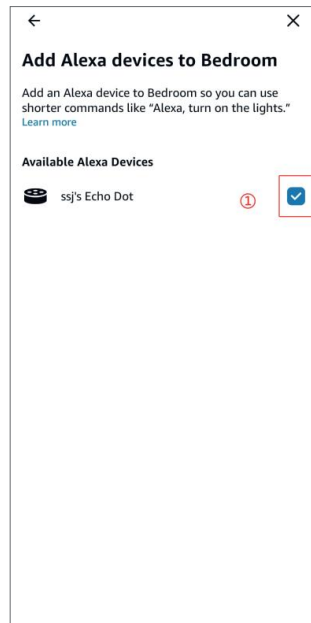 Add Alexa devices to Bedroom
Add an Alexa device to Bedroom so you can use
shorter commands like “Alexa, turn on the lights.”
Learn more
Available Alexa Devices
ssj's Echo Dot
①